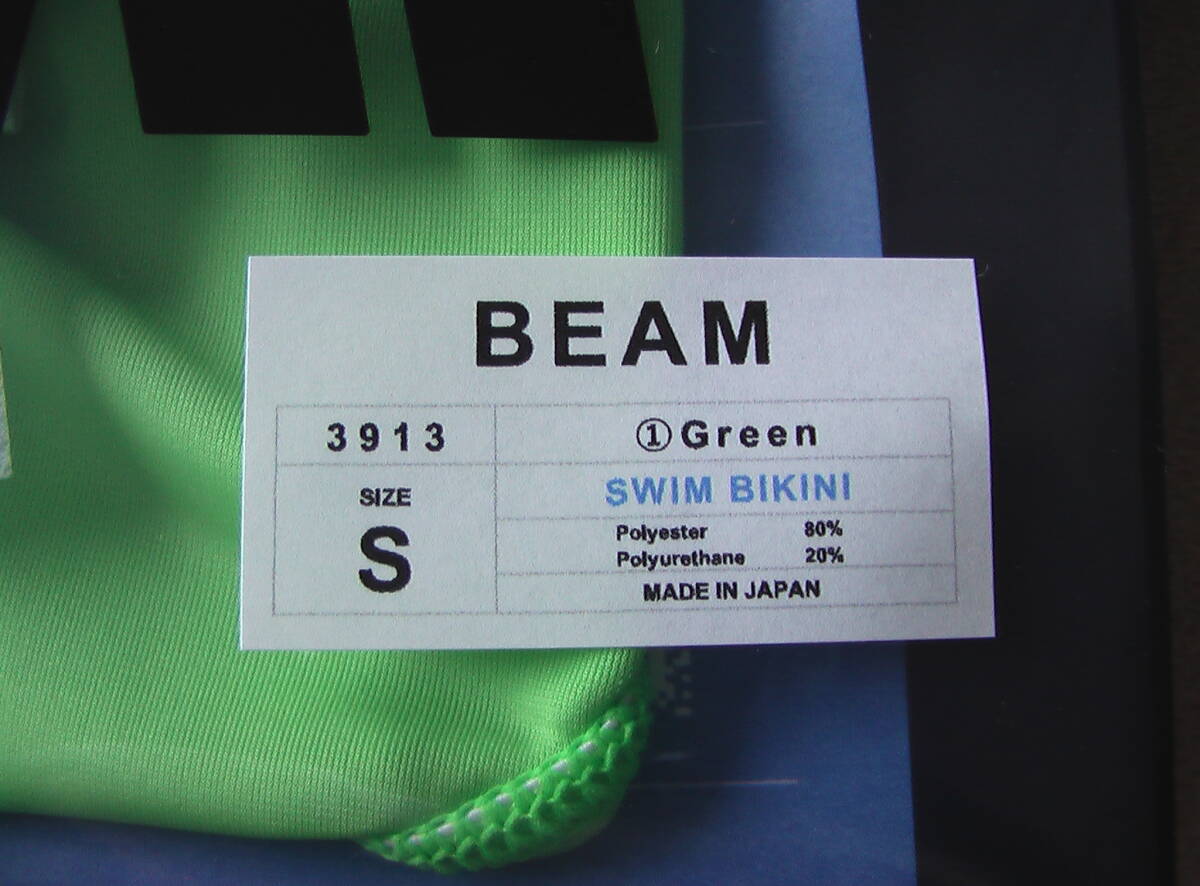 BEAM
3913
①Green
SIZE
S
SWIM BIKINI
Polyester 80%
Polyurethane 20%
MADE IN JAPAN